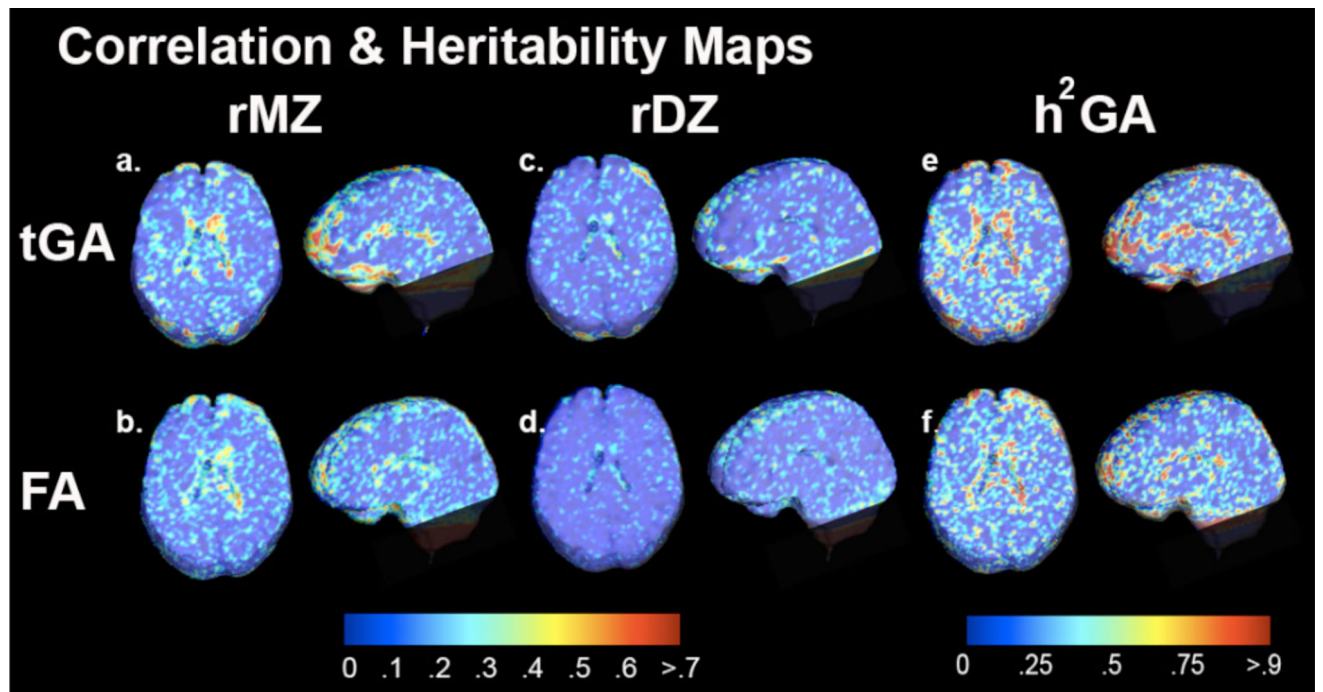 Correlation & Heritability Maps
rMZ rDZ h²GA
a. c. e
tGA
b. d. f.
FA
0 .1 .2 .3 .4 .5 .6 >.7
0 .25 .5 .75 >.9